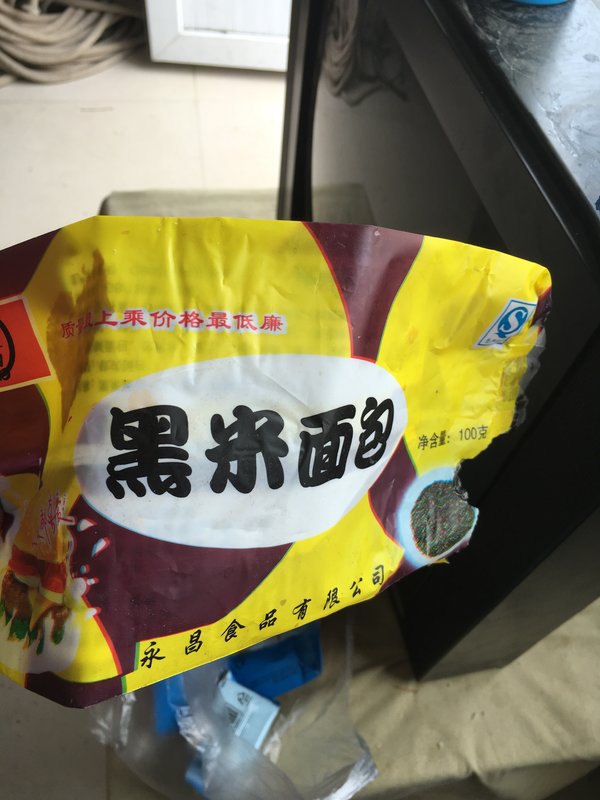 质量上乘价格最低廉
黑米面包
净含量：100克
永昌食品有限公司